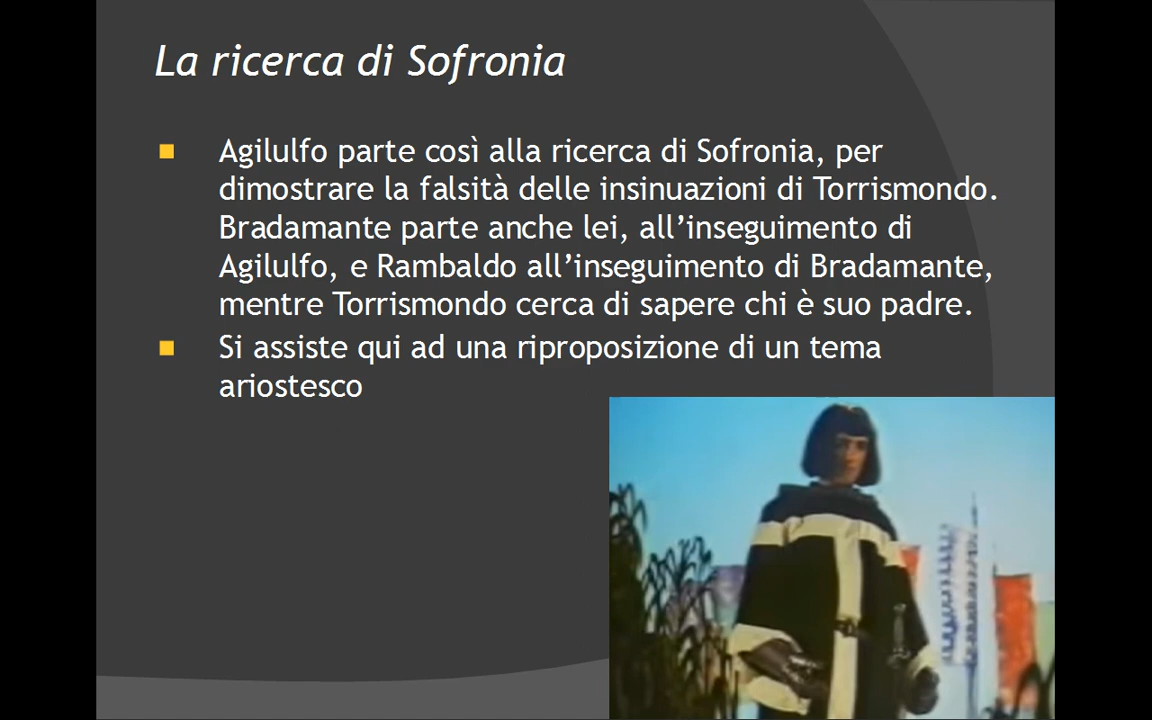 La ricerca di Sofronia
Agilulfo parte così alla ricerca di Sofronia, per
dimostrare la falsità delle insinuazioni di Torrismondo.
Bradamante parte anche lei, all’inseguimento di
Agilulfo, e Rambaldo all’inseguimento di Bradamante,
mentre Torrismondo cerca di sapere chi è suo padre.
Si assiste qui ad una riproposizione di un tema
ariostesco